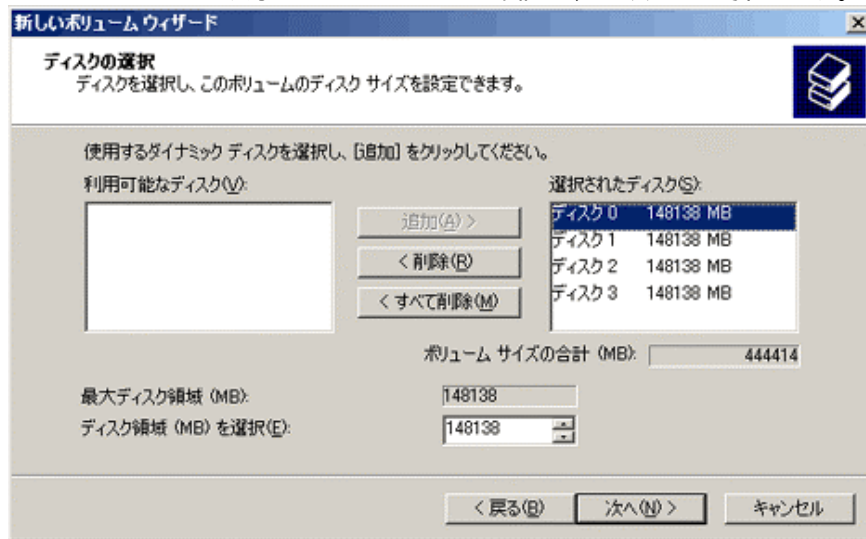 新しいボリューム ウィザード
ディスクの選択
ディスクを選択し、このボリュームのディスク サイズを設定できます。
使用するダイナミック ディスクを選択し、[追加] をクリックしてください。
利用可能なディスク(V):
選択されたディスク(S):
追加(A) >
< 削除(R)
< すべて削除(M)
ディスク 0 148138 MB
ディスク 1 148138 MB
ディスク 2 148138 MB
ディスク 3 148138 MB
ボリューム サイズの合計 (MB): 444414
最大ディスク領域 (MB): 148138
ディスク領域 (MB) を選択(E): 148138
< 戻る(B) 次へ(N) > キャンセル